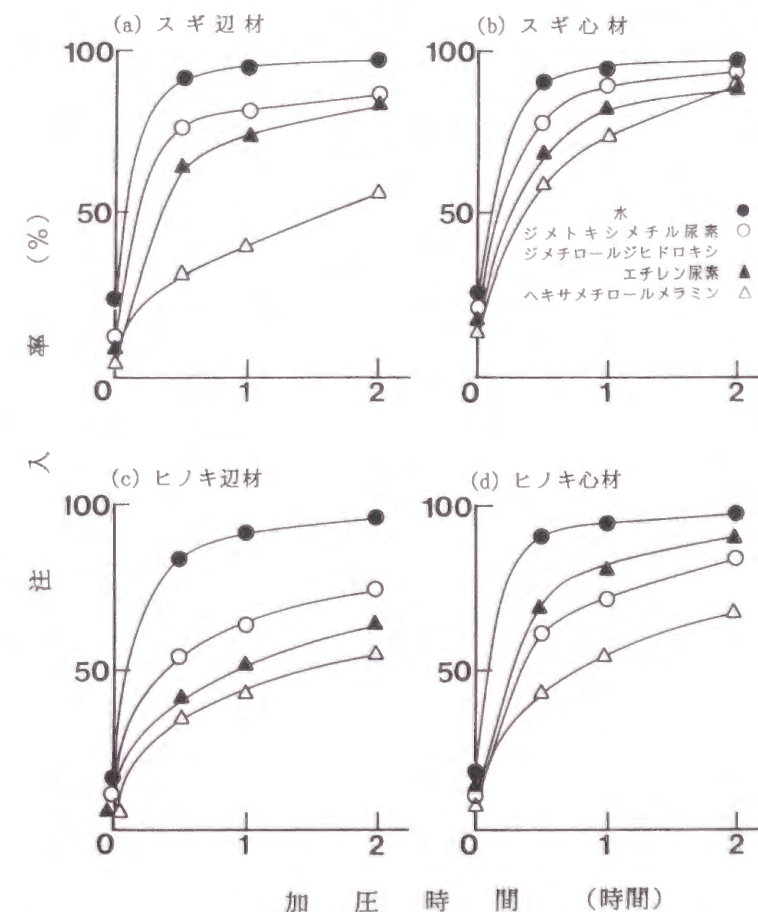 (a) スギ辺材
100
50
0
1
2
(b) スギ心材
100
50
水 ●
ジメトキシメチル尿素 ○
ジメチロールジヒドロキシ
エチレン尿素 ▲
ヘキサメチロールメラミン △
0
1
2
(c) ヒノキ辺材
100
50
0
1
2
(d) ヒノキ心材
100
50
0
1
2
注入率 (%)
加圧時間 (時間)